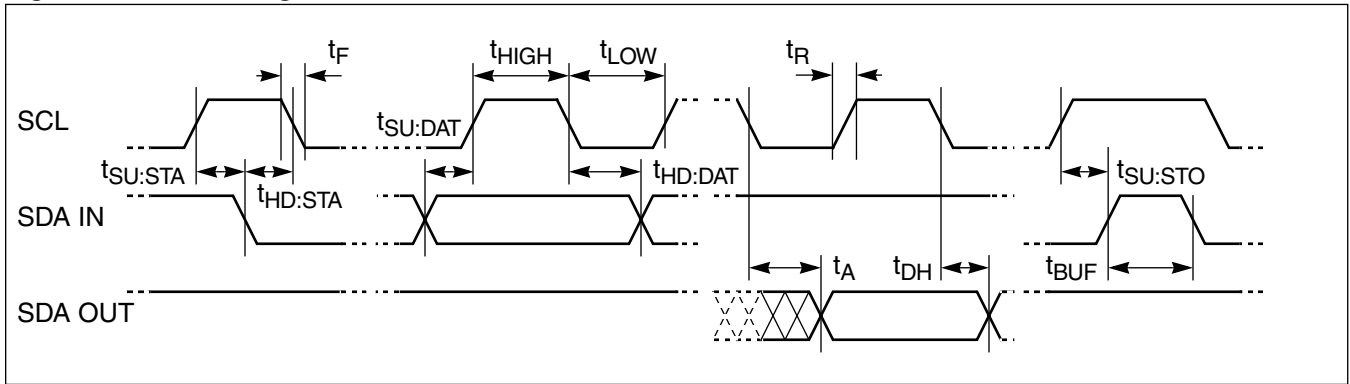 tF
tHIGH
tLOW
tR
SCL
tSU:DAT
tSU:STA
tHD:STA
tHD:DAT
tSU:STO
SDA IN
tA
tDH
tBUF
SDA OUT